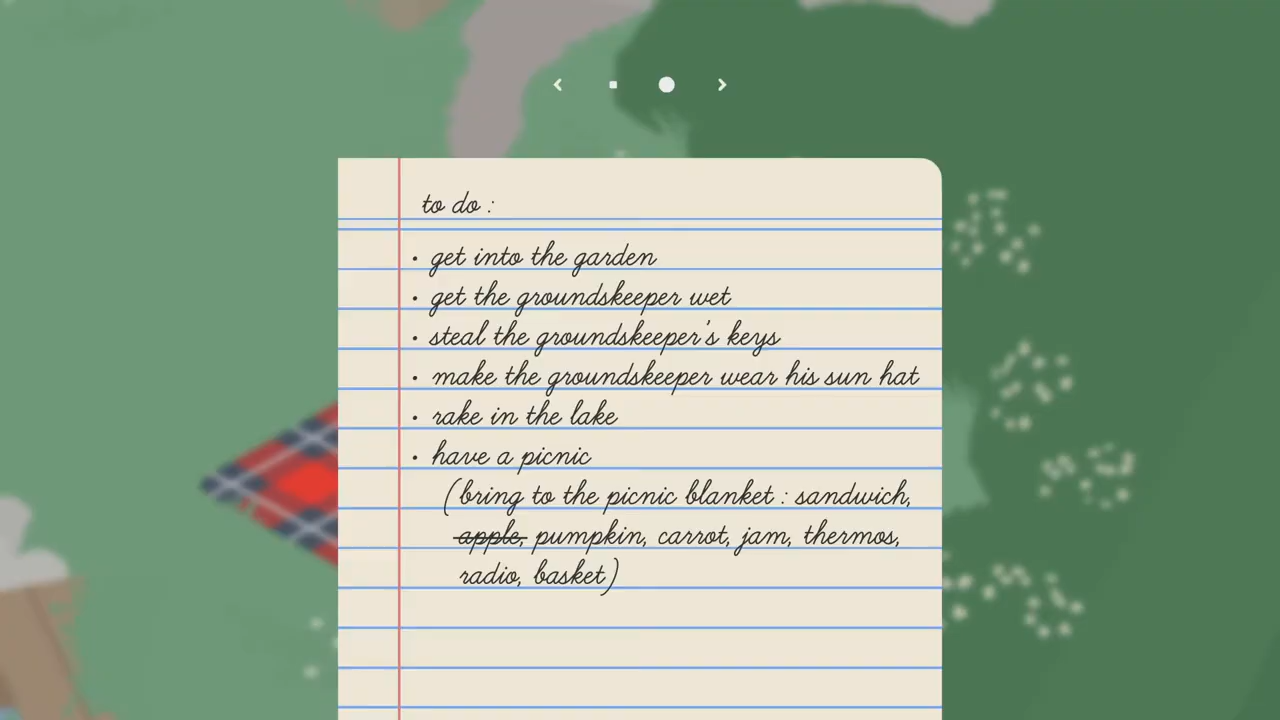 to do :
• get into the garden
• get the groundskeeper wet
• steal the groundskeeper's keys
• make the groundskeeper wear his sun hat
• rake in the lake
• have a picnic
(bring to the picnic blanket : sandwich,
apple, pumpkin, carrot, jam, thermos,
radio, basket)